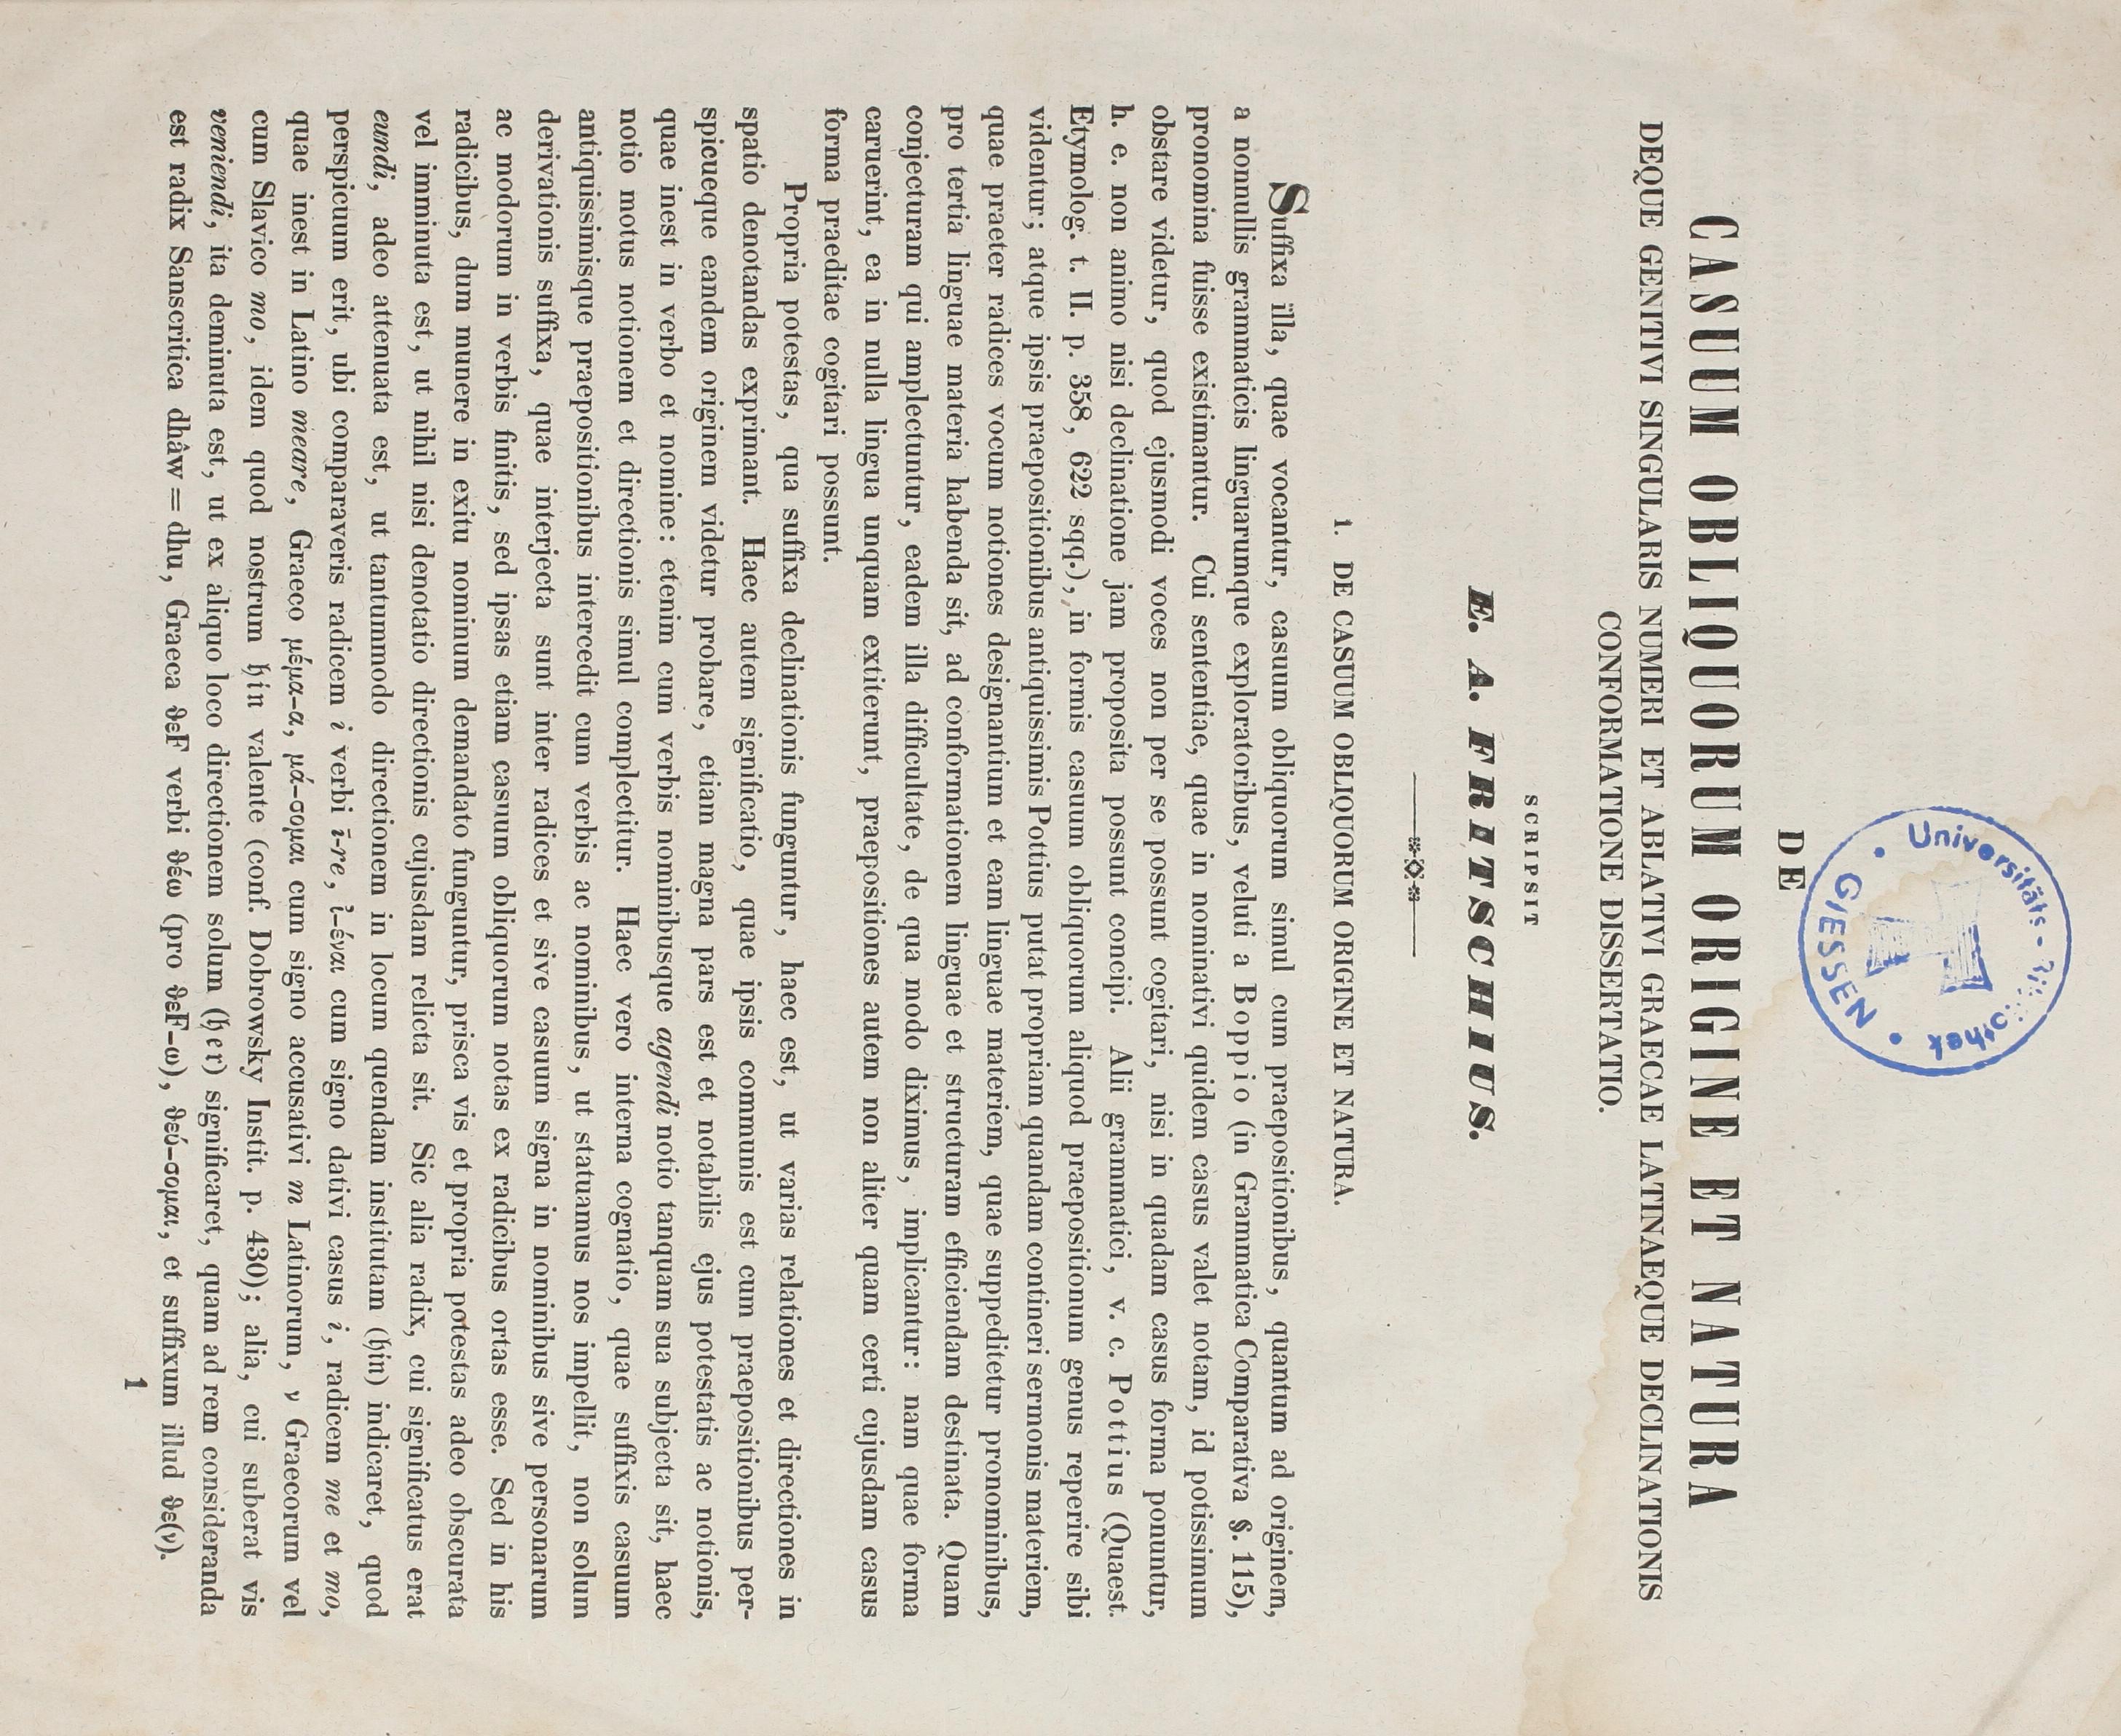 Universitäts-Bibliothek
GIESSEN
DE
CASUUM OBLIQUORUM ORIGINE ET NATURA
DEQUE GENITIVI SINGULARIS NUMERI ET ABLATIVI GRAECAE LATINAEQUE DECLINATIONIS
CONFORMATIONE DISSERTATIO.
SCRIPSIT
E. A. FRITSCHIUS.
1. DE CASUUM OBLIQUORUM ORIGINE ET NATURA.
Suffixa illa, quae vocantur, casuum obliquorum simul cum praepositionibus, quantum ad originem,
a nonnullis grammaticis linguarumque exploratoribus, veluti a Boppio (in Grammatica Comparativa §. 115),
pronomina fuisse existimantur. Cui sententiae, quae in nominativi quidem casus valet notam, id potissimum
obstare videtur, quod ejusmodi voces non per se possunt cogitari, nisi in quadam casus forma ponuntur,
h. e. non animo nisi declinatione jam proposita possunt concipi. Alii grammatici, v. c. Pottius (Quaest.
Etymolog. t. II. p. 358, 622 sqq.), in formis casuum obliquorum aliquod praepositionum genus reperire sibi
videntur; atque ipsis praepositionibus antiquissimis Pottius putat propriam quandam contineri sermonis materiem,
quae praeter radices vocum notiones designantium et eam linguae materiem, quae suppeditetur pronominibus,
pro tertia linguae materia habenda sit, ad conformationem linguae et structuram efficiendam destinata. Quam
conjecturam qui amplectuntur, eadem illa difficultate, de qua modo diximus, implicantur: nam quae forma
caruerint, ea in nulla lingua unquam extiterunt, praepositiones autem non aliter quam certi cujusdam casus
forma praeditae cogitari possunt.
Propria potestas, qua suffixa declinationis funguntur, haec est, ut varias relationes et directiones in
spatio denotandas exprimant. Haec autem significatio, quae ipsis communis est cum praepositionibus per-
spicueque eandem originem videtur probare, etiam magna pars est et notabilis ejus potestatis ac notionis,
quae inest in verbo et nomine: etenim cum verbis nominibusque agendi notio tanquam sua subjecta sit, haec
notio motus notionem et directionis simul complectitur. Haec vero interna cognatio, quae suffixis casuum
antiquissimisque praepositionibus intercedit cum verbis ac nominibus, ut statuamus nos impellit, non solum
derivationis suffixa, quae interjecta sunt inter radices et sive casuum signa in nominibus sive personarum
ac modorum in verbis finitis, sed ipsas etiam casuum obliquorum notas ex radicibus ortas esse. Sed in his
radicibus, dum munere in exitu nominum demandato funguntur, prisca vis et propria potestas adeo obscurata
vel imminuta est, ut nihil nisi denotatio directionis cujusdam relicta sit. Sic alia radix, cui significatus erat
eundi, adeo attenuata est, ut tantummodo directionem in locum quendam institutam (hin) indicaret, quod
perspicuum erit, ubi comparaveris radicem i verbi ī-re, ἰ-έναι cum signo dativi casus i, radicem me et mo,
quae inest in Latino meare, Graeco μέμα-α, μά-σομαι cum signo accusativi m Latinorum, ν Graecorum vel
cum Slavico mo, idem quod nostrum hin valente (conf. Dobrowsky Instit. p. 430); alia, cui suberat vis
veniendi, ita deminuta est, ut ex aliquo loco directionem solum (her) significaret, quam ad rem consideranda
est radix Sanscritica dhâw = dhu, Graeca ϑεF verbi ϑέω (pro ϑεF-ω), ϑεύ-σομαι, et suffixum illud ϑε(ν).
1